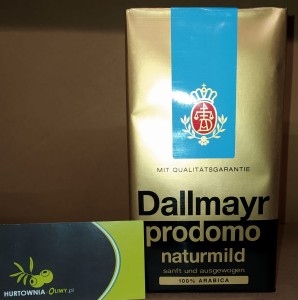 MIT QUALITÄTSGARANTIE
Dallmayr
prodomo
naturmild
sanft und ausgewogen
100% ARABICA
HURTOWNIA-OLIWY.pl